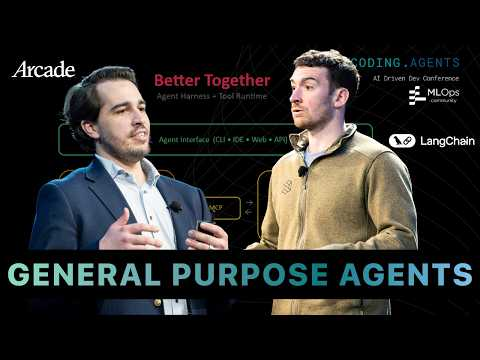 Arcade
CODING.AGENTS
AI Driven Dev Conference
MLOps
community
LangChain
Better Together
Agent Harness + Tool Runtime
Agent Interface (CLI • IDE • Web • API)
MCP
GENERAL PURPOSE AGENTS